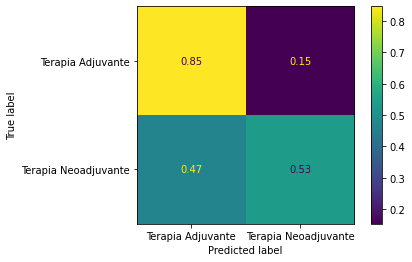 True label
Terapia Adjuvante
Terapia Neoadjuvante
0.85
0.15
0.47
0.53
Terapia Adjuvante
Terapia Neoadjuvante
Predicted label
0.8
0.7
0.6
0.5
0.4
0.3
0.2